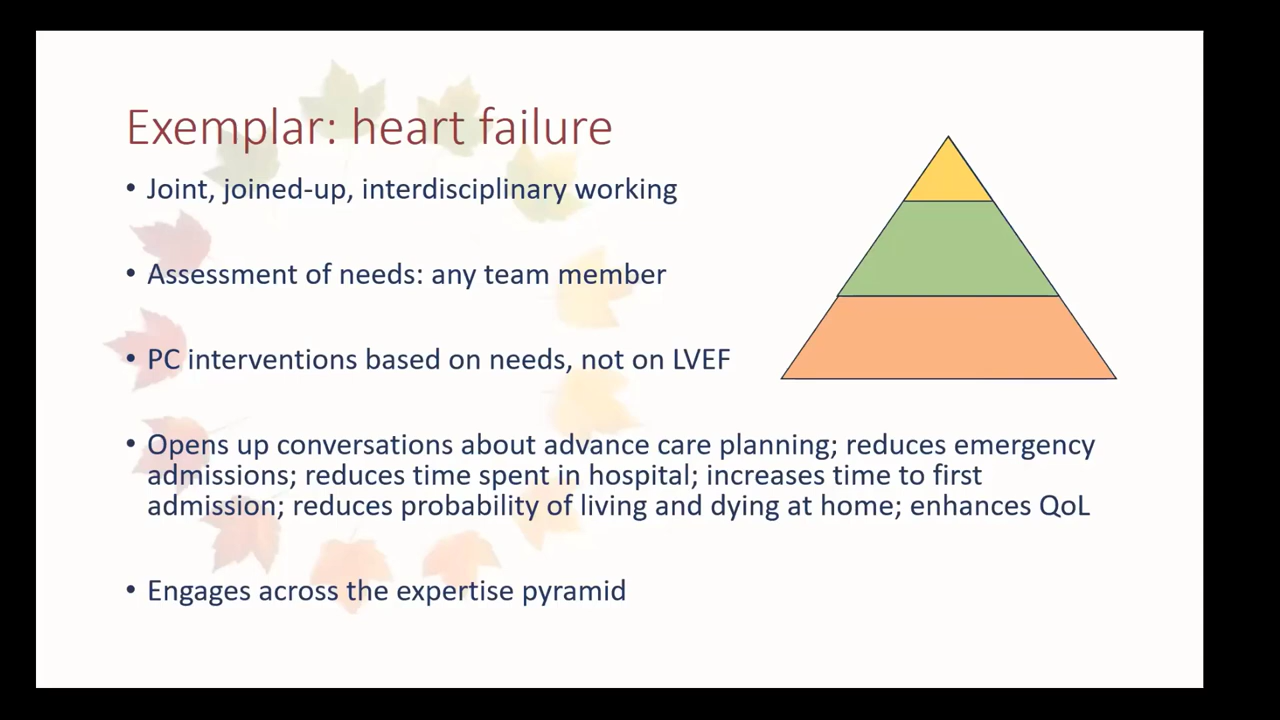 Exemplar: heart failure
• Joint, joined-up, interdisciplinary working
• Assessment of needs: any team member
• PC interventions based on needs, not on LVEF
• Opens up conversations about advance care planning; reduces emergency
admissions; reduces time spent in hospital; increases time to first
admission; reduces probability of living and dying at home; enhances QoL
• Engages across the expertise pyramid